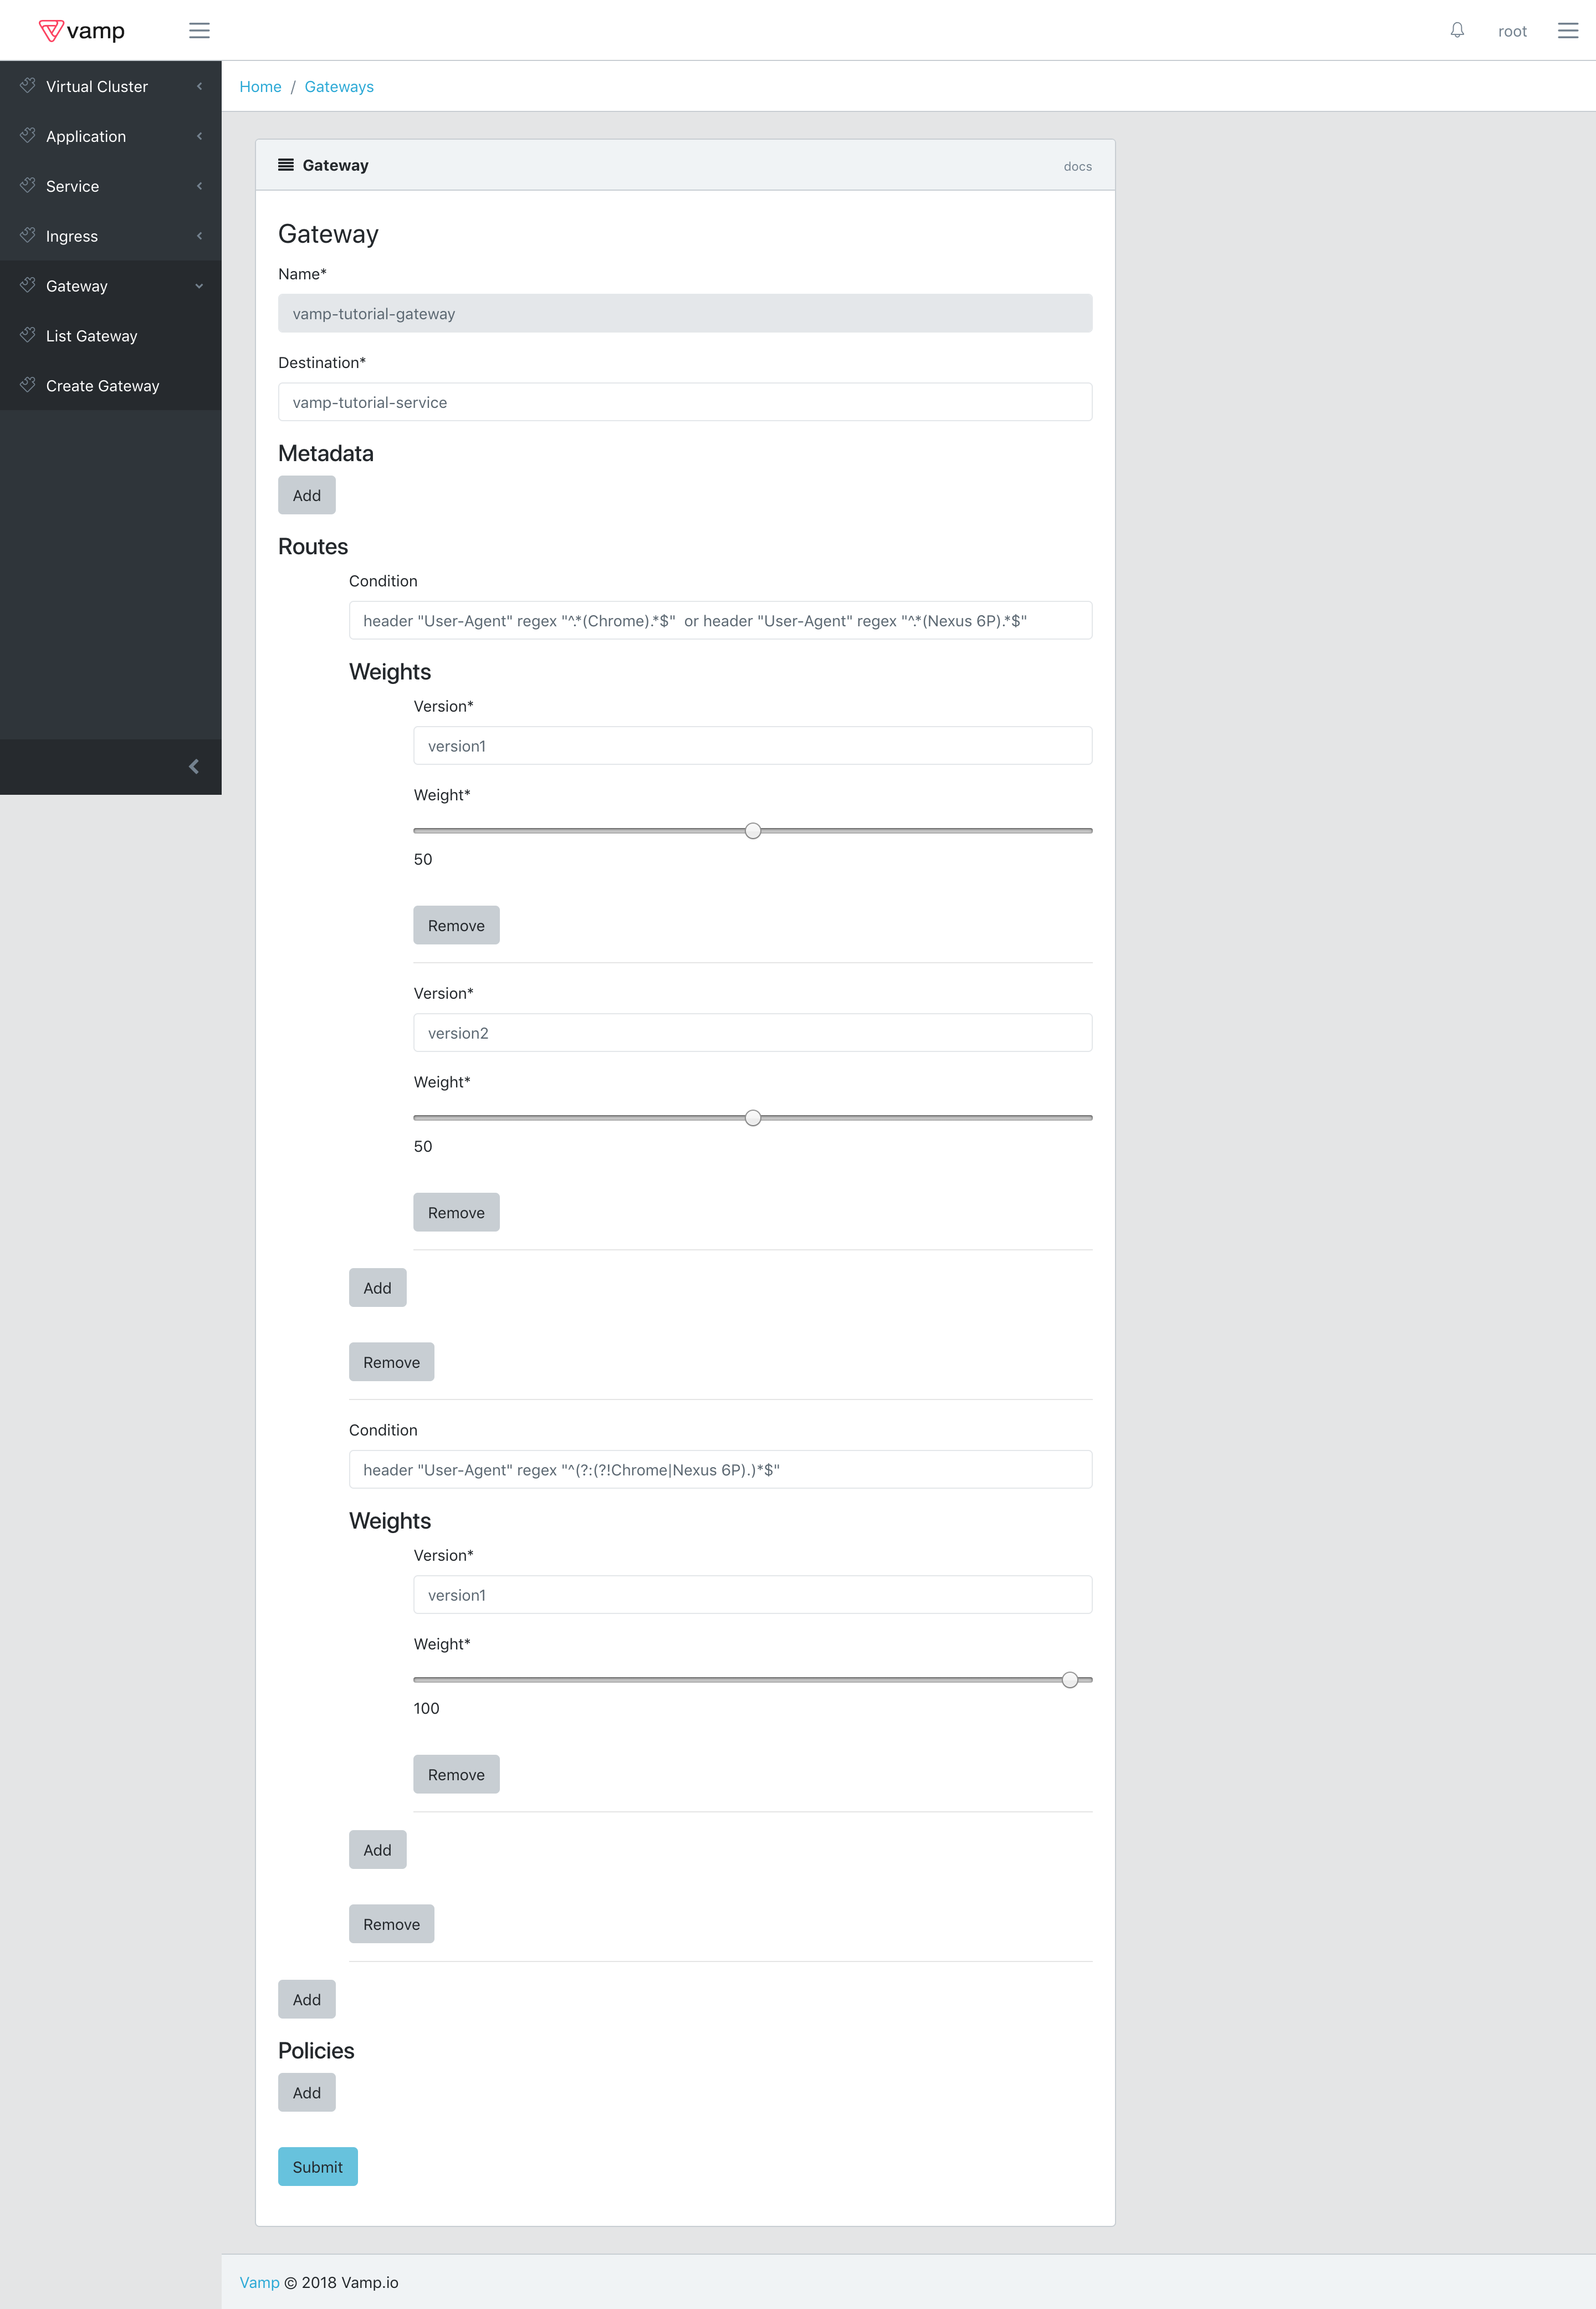 vamp
root
Virtual Cluster
Application
Service
Ingress
Gateway
List Gateway
Create Gateway
Home / Gateways
Gateway docs
Gateway
Name*
vamp-tutorial-gateway
Destination*
vamp-tutorial-service
Metadata
Add
Routes
Condition
header "User-Agent" regex "^.*(Chrome).*$"  or header "User-Agent" regex "^.*(Nexus 6P).*$"
Weights
Version*
version1
Weight*
50
Remove
Version*
version2
Weight*
50
Remove
Add
Remove
Condition
header "User-Agent" regex "^(?:(?!Chrome|Nexus 6P).)*$"
Weights
Version*
version1
Weight*
100
Remove
Add
Remove
Add
Policies
Add
Submit
Vamp © 2018 Vamp.io